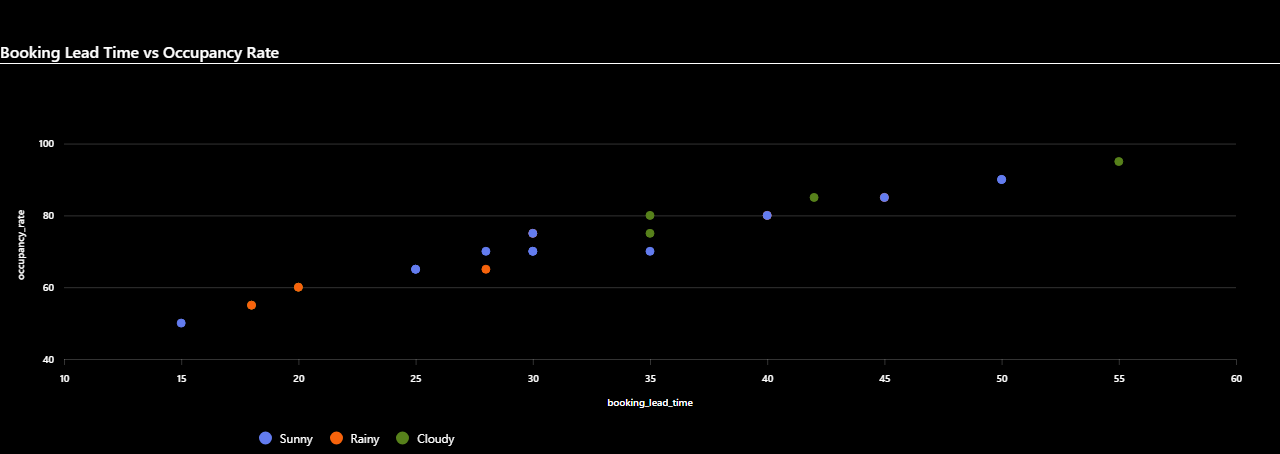 Booking Lead Time vs Occupancy Rate
100
80
60
40
occupancy_rate
10 15 20 25 30 35 40 45 50 55 60
booking_lead_time
Sunny Rainy Cloudy